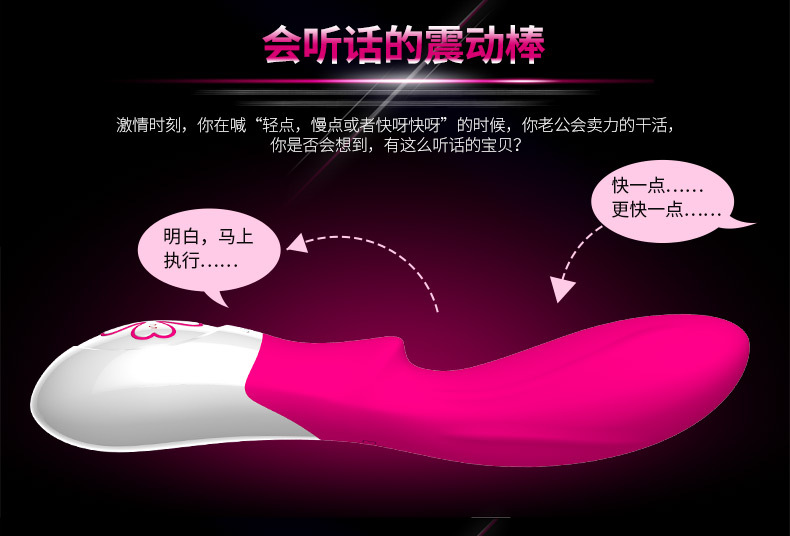 会听话的震动棒
激情时刻，你在喊“轻点，慢点或者快呀快呀”的时候，你老公会卖力的干活，
你是否会想到，有这么听话的宝贝？
快一点……
更快一点……
明白，马上
执行……